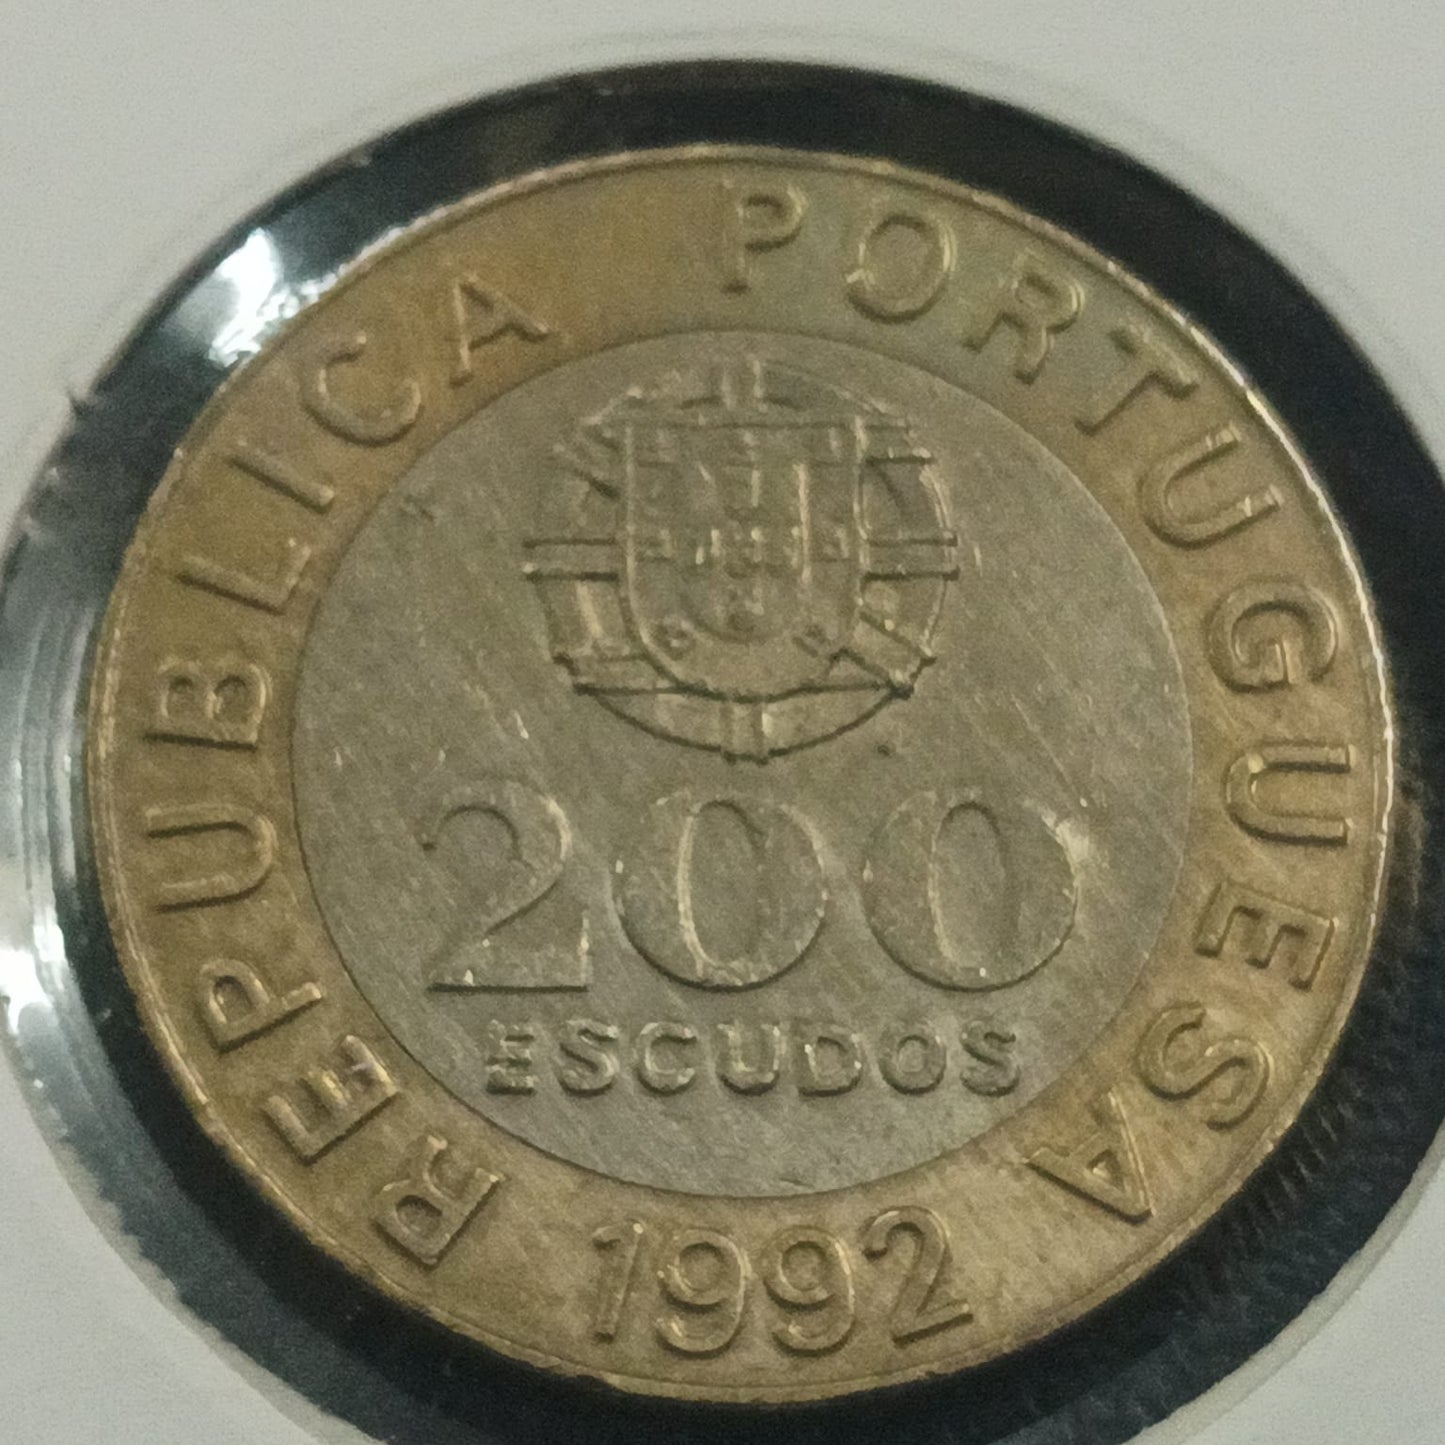 REPUBLICA PORTUGUESA
200
ESCUDOS
1992